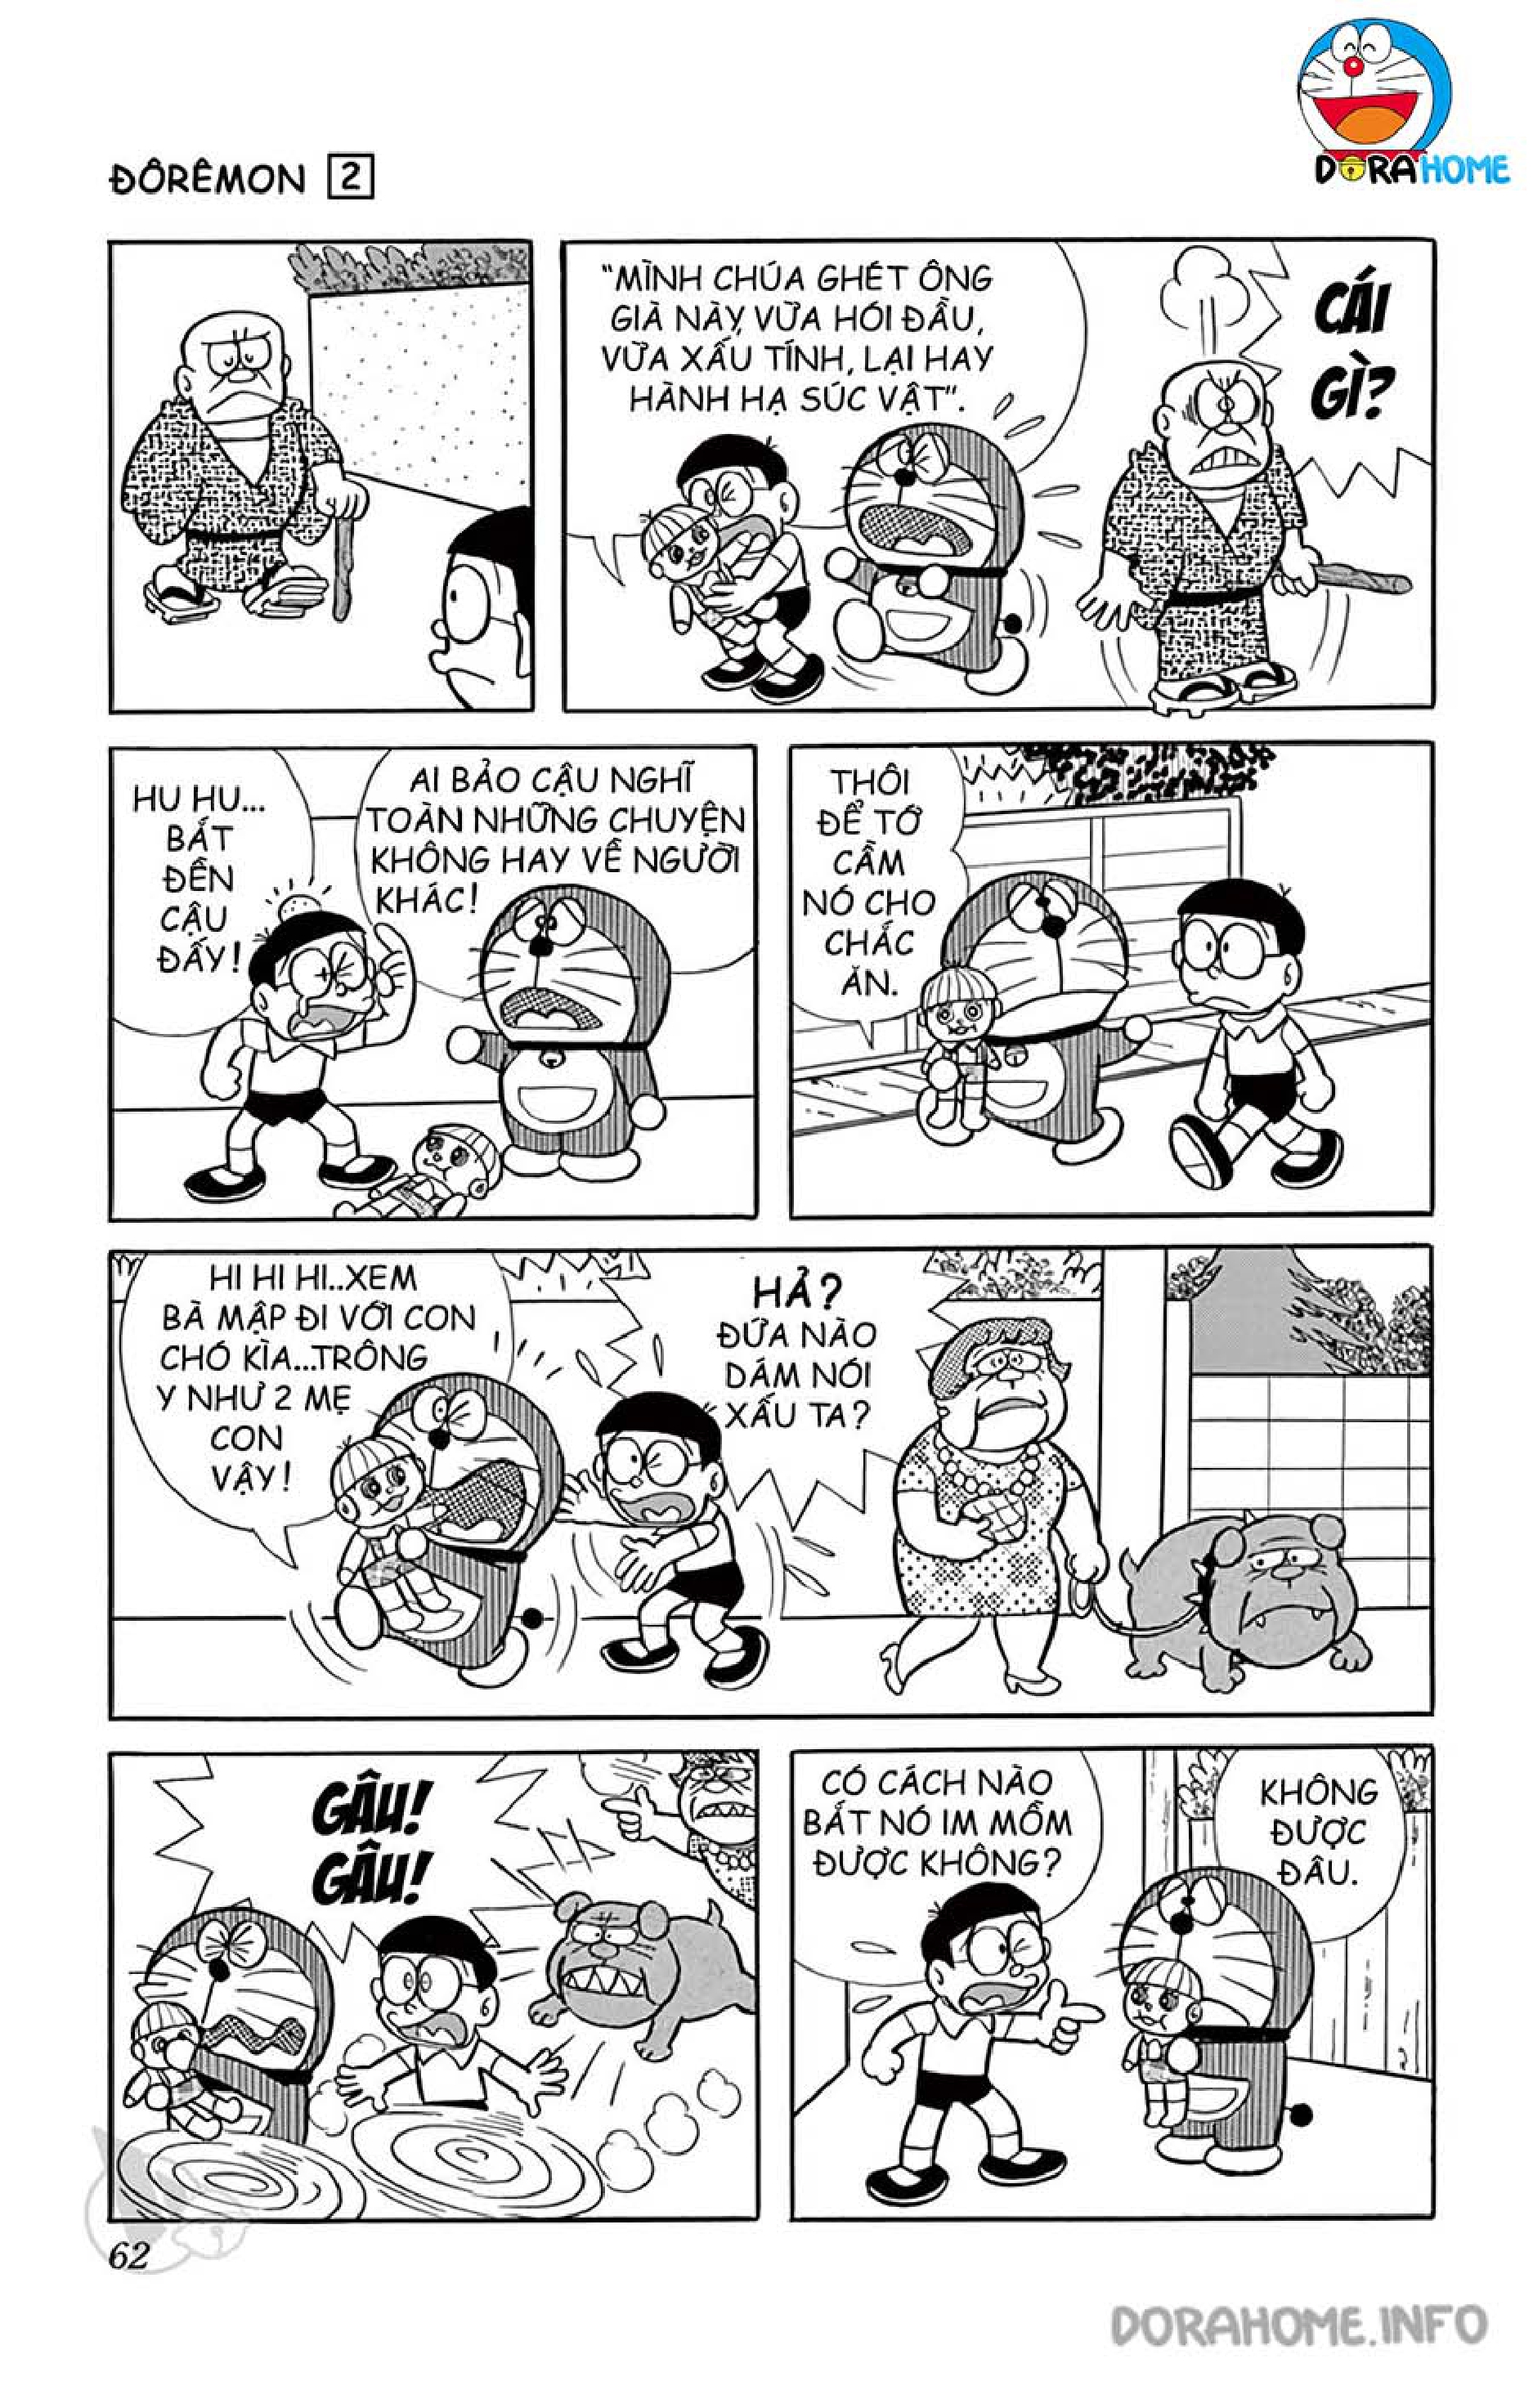 DORAHOME
ĐÔRÊMON 2
"MÌNH CHÚA GHÉT ÔNG
GIÀ NÀY, VỪA HÓI ĐẦU,
VỪA XẤU TÍNH, LẠI HAY
HÀNH HẠ SÚC VẬT".
CÁI
GÌ?
HU HU...
BẮT
ĐỀN
CẬU
ĐẤY!
AI BẢO CẬU NGHĨ
TOÀN NHỮNG CHUYỆN
KHÔNG HAY VỀ NGƯỜI
KHÁC!
THÔI
ĐỂ TỚ
CẦM
NÓ CHO
CHẮC
ĂN.
HI HI HI..XEM
BÀ MẬP ĐI VỚI CON
CHÓ KÌA...TRÔNG
Y NHƯ 2 MẸ
CON
VẬY!
HẢ?
ĐỨA NÀO
DÁM NÓI
XẤU TA?
GÂU!
GÂU!
CÓ CÁCH NÀO
BẮT NÓ IM MỒM
ĐƯỢC KHÔNG?
KHÔNG
ĐƯỢC
ĐÂU.
62
DORAHOME.INFO